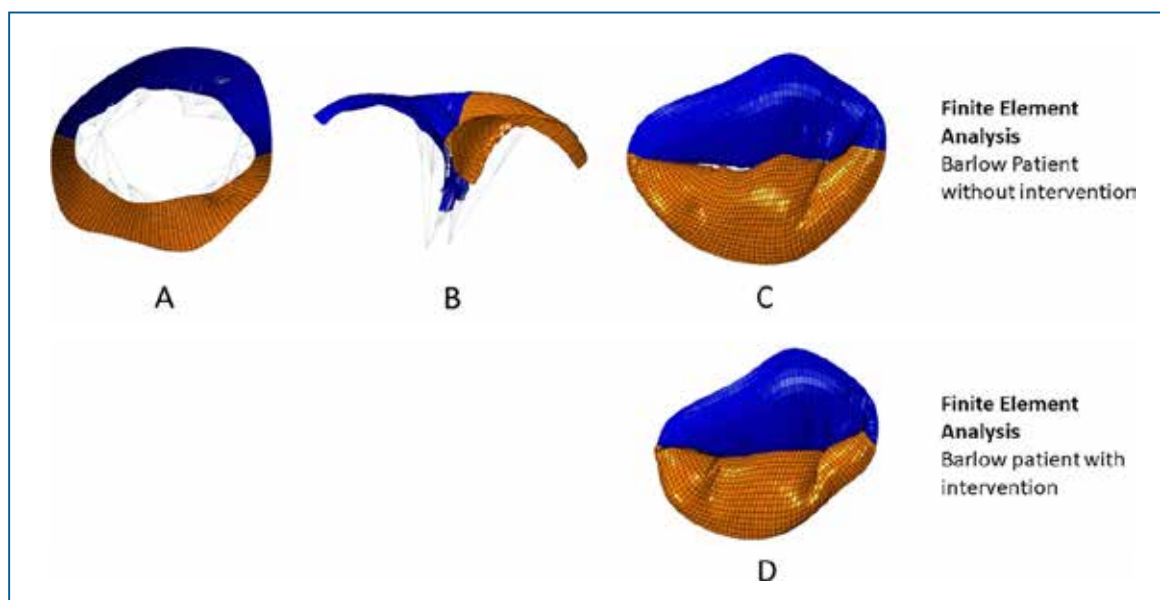 Finite Element
Analysis
Barlow Patient
without intervention
A
B
C
Finite Element
Analysis
Barlow patient with
intervention
D